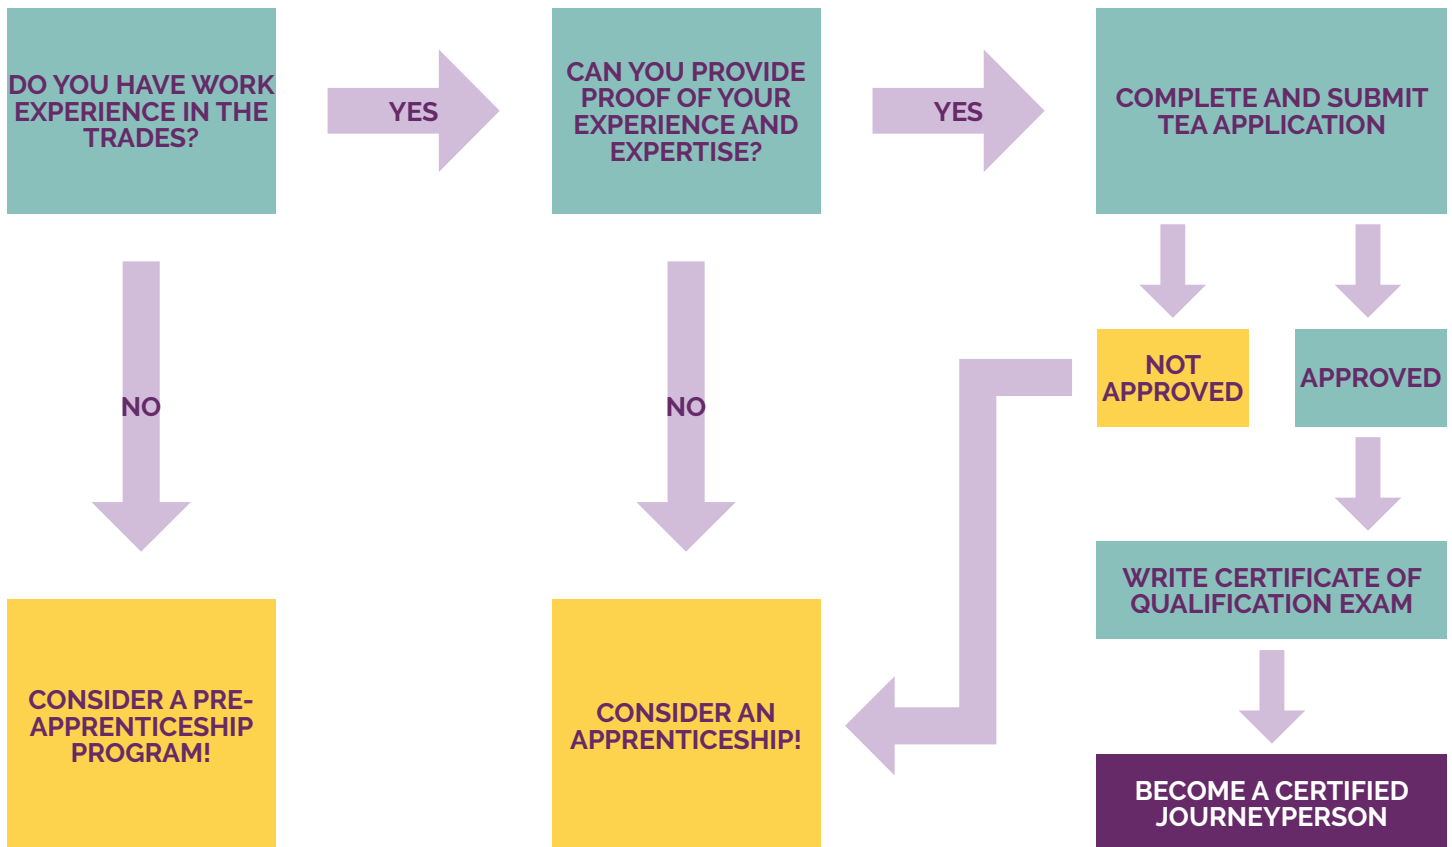 DO YOU HAVE WORK
EXPERIENCE IN THE
TRADES?
YES
CAN YOU PROVIDE
PROOF OF YOUR
EXPERIENCE AND
EXPERTISE?
YES
COMPLETE AND SUBMIT
TEA APPLICATION
NO
NO
NOT
APPROVED
APPROVED
WRITE CERTIFICATE OF
QUALIFICATION EXAM
CONSIDER A PRE-
APPRENTICESHIP
PROGRAM!
CONSIDER AN
APPRENTICESHIP!
BECOME A CERTIFIED
JOURNEYPERSON